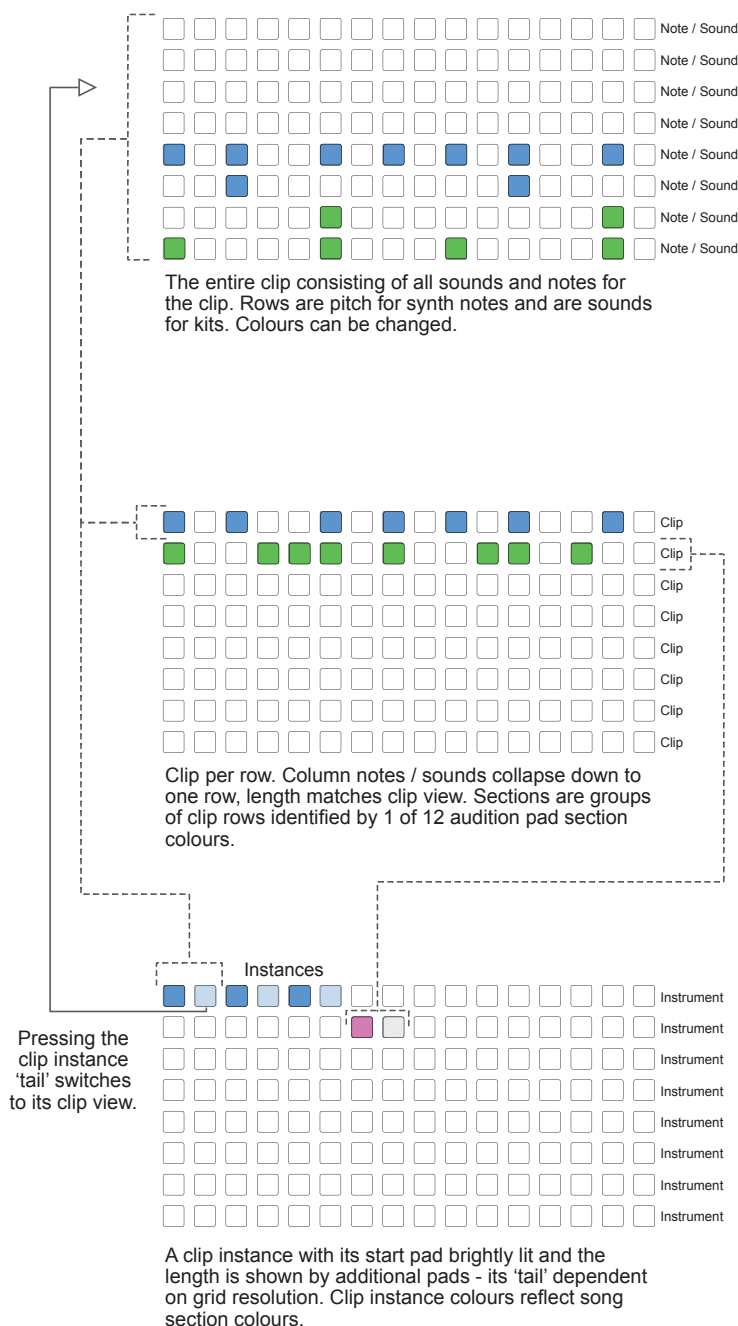 Note / Sound
Note / Sound
Note / Sound
Note / Sound
Note / Sound
Note / Sound
Note / Sound
Note / Sound
The entire clip consisting of all sounds and notes for
the clip. Rows are pitch for synth notes and are sounds
for kits. Colours can be changed.
Clip
Clip
Clip
Clip
Clip
Clip
Clip
Clip
Clip per row. Column notes / sounds collapse down to
one row, length matches clip view. Sections are groups
of clip rows identified by 1 of 12 audition pad section
colours.
Instances
Instrument
Instrument
Instrument
Instrument
Instrument
Instrument
Instrument
Instrument
Pressing the
clip instance
‘tail’ switches
to its clip view.
A clip instance with its start pad brightly lit and the
length is shown by additional pads - its ‘tail’ dependent
on grid resolution. Clip instance colours reflect song
section colours.